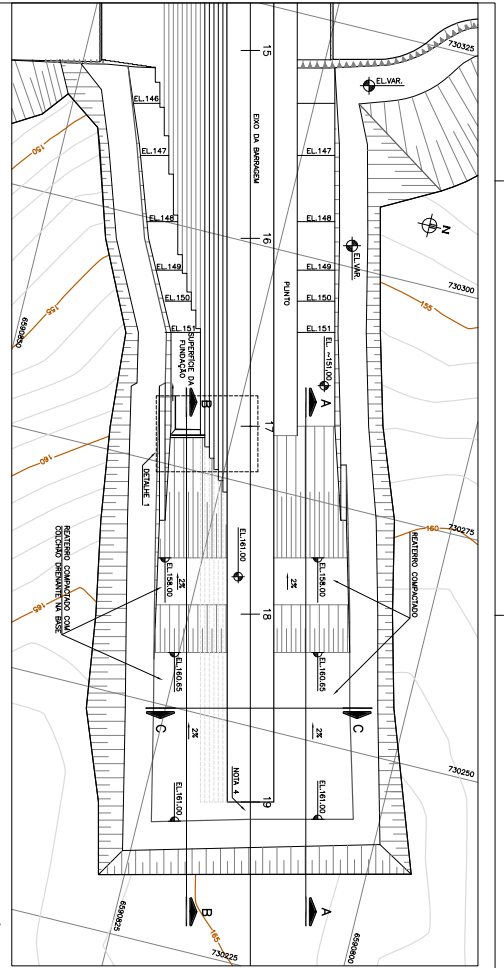 730325
15
EL.VAR.
EL.146
EIXO DA BARRAGEM
EL.147
EL.147
150
N
EL.148
EL.148
16
EL.VAR.
EL.149
EL.149
PLINTO
730300
EL.150
EL.150
155
155
EL.151
EL.151
6590850
SUPERFÍCIE DA
FUNDAÇÃO
EL. ~151,00
B
A
17
160
DETALHE 1
730275
160
EL.161.00
REATERRO COMPACTADO
REATERRO COMPACTADO COM
COLCHÃO DRENANTE NA BASE
EL.158.00
EL.158.00
2%
2%
165
18
EL.160.65
EL.160.65
C
C
2%
2%
730250
NOTA 4
19
EL.161.00
EL.161.00
B
A
165
6590825
6590800
730225